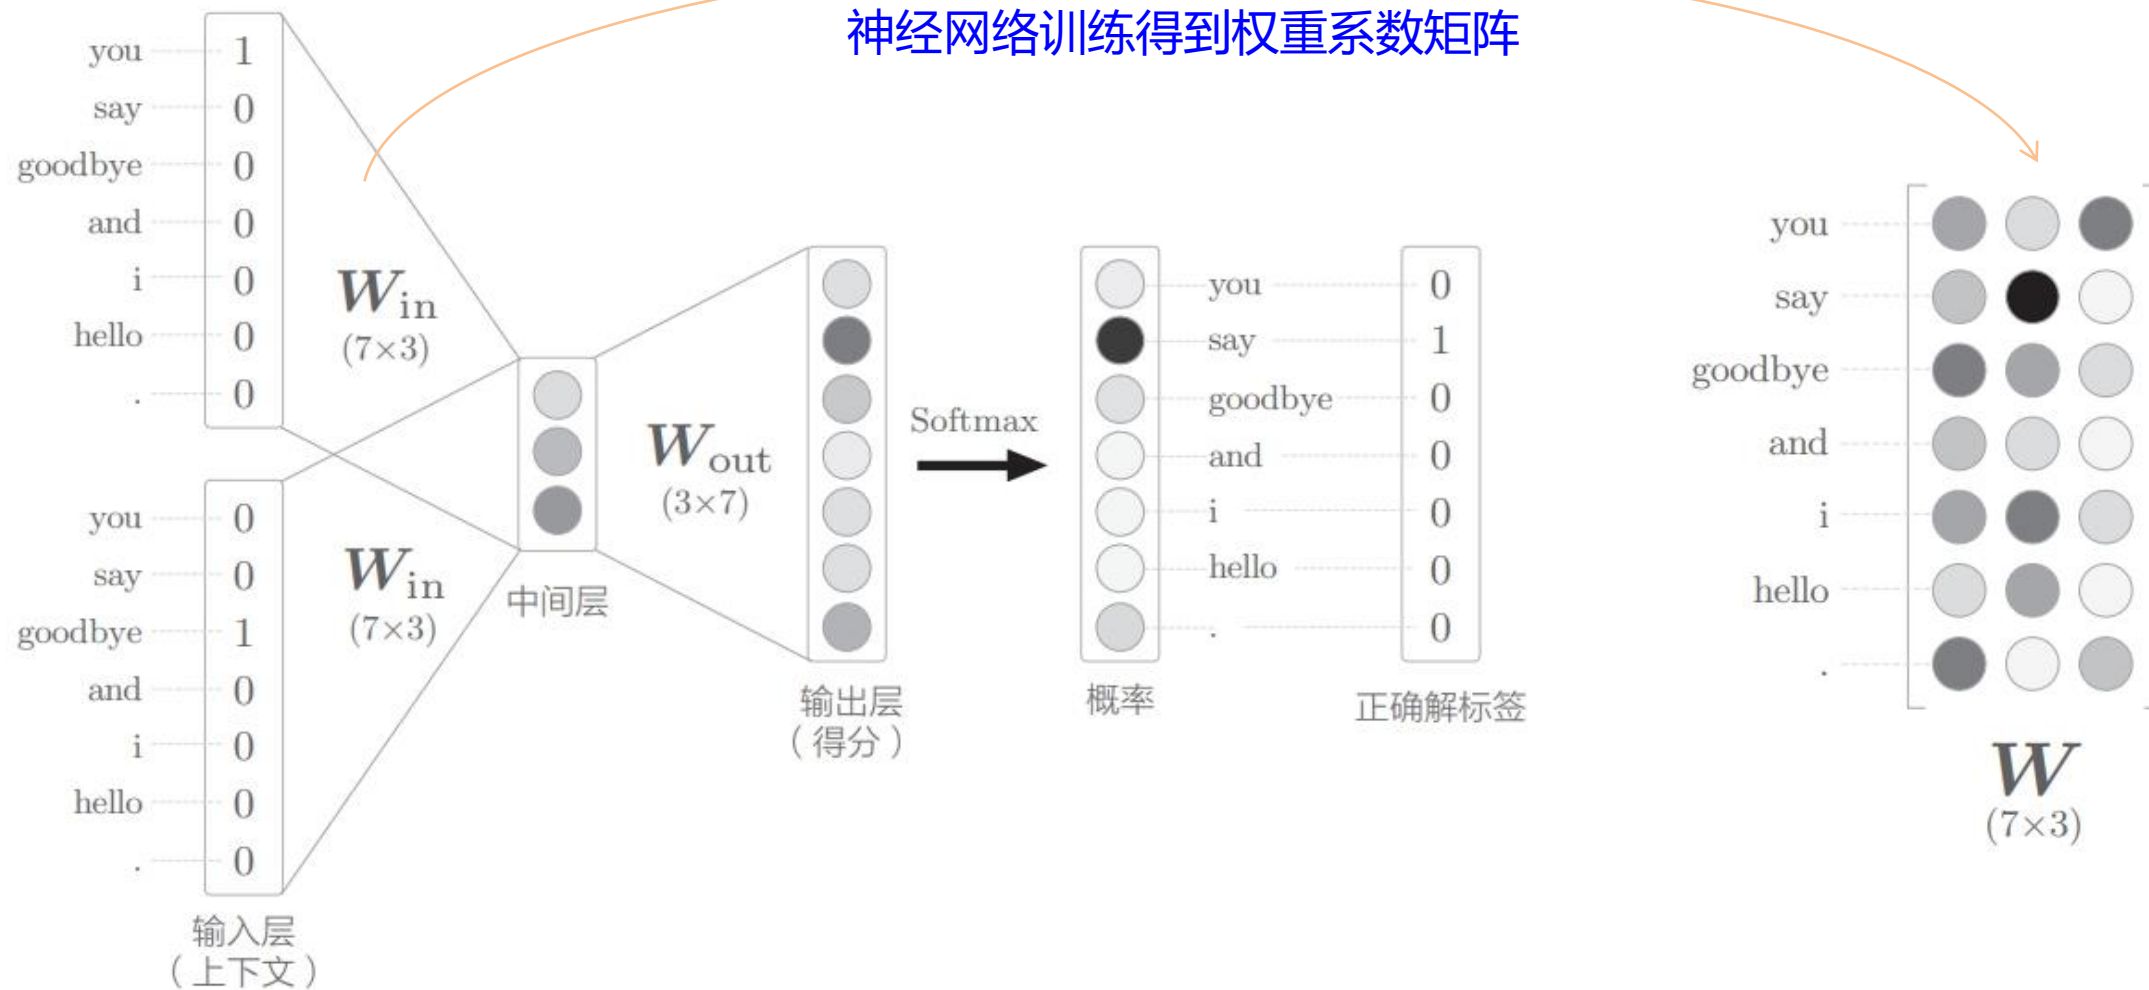 神经网络训练得到权重系数矩阵
you 1
say 0
goodbye 0
and 0
i 0
hello 0
. 0
W_in
(7×3)
you 0
say 0
goodbye 1
and 0
i 0
hello 0
. 0
W_in
(7×3)
输入层
（上下文）
中间层
W_out
(3×7)
输出层
（得分）
Softmax
概率
you 0
say 1
goodbye 0
and 0
i 0
hello 0
. 0
正确解标签
you
say
goodbye
and
i
hello
.
W
(7×3)